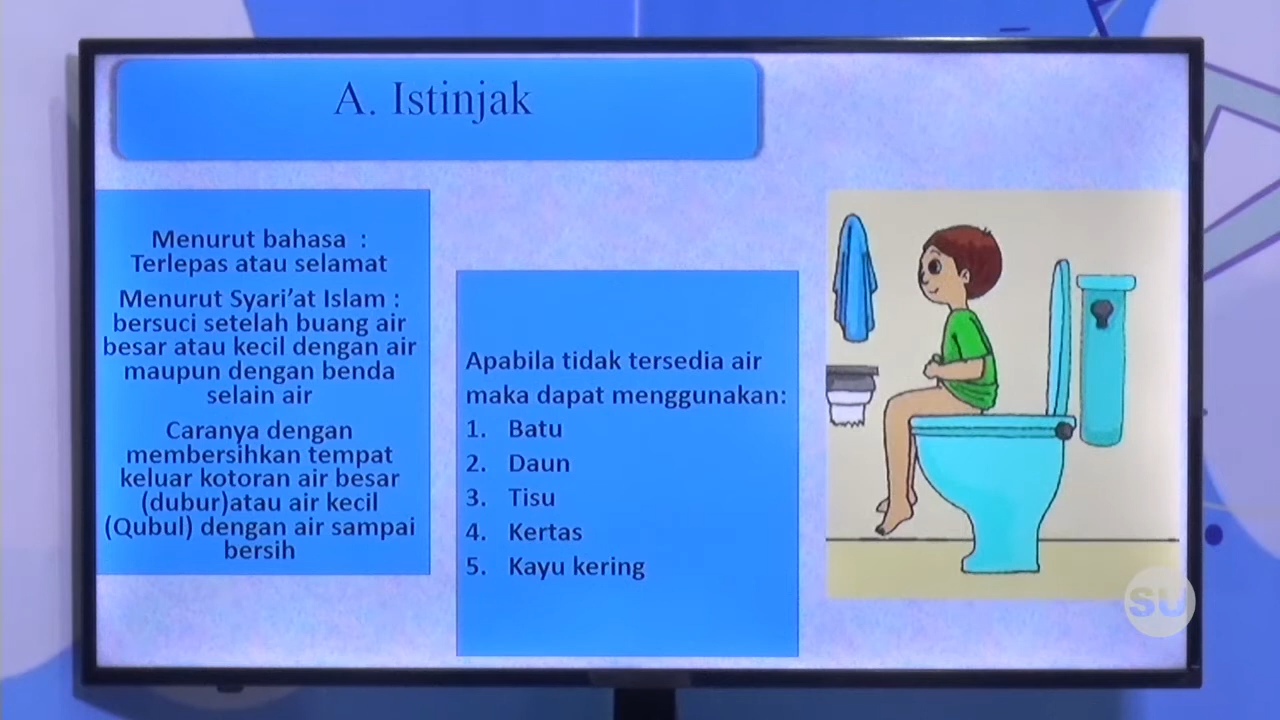 A. Istinjak
Menurut bahasa :
Terlepas atau selamat
Menurut Syari’at Islam :
bersuci setelah buang air
besar atau kecil dengan air
maupun dengan benda
selain air
Caranya dengan
membersihkan tempat
keluar kotoran air besar
(dubur)atau air kecil
(Qubul) dengan air sampai
bersih
Apabila tidak tersedia air
maka dapat menggunakan:
1. Batu
2. Daun
3. Tisu
4. Kertas
5. Kayu kering
SU